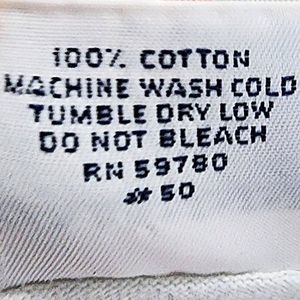 100% COTTON
MACHINE WASH COLD
TUMBLE DRY LOW
DO NOT BLEACH
RN 59780
# 50